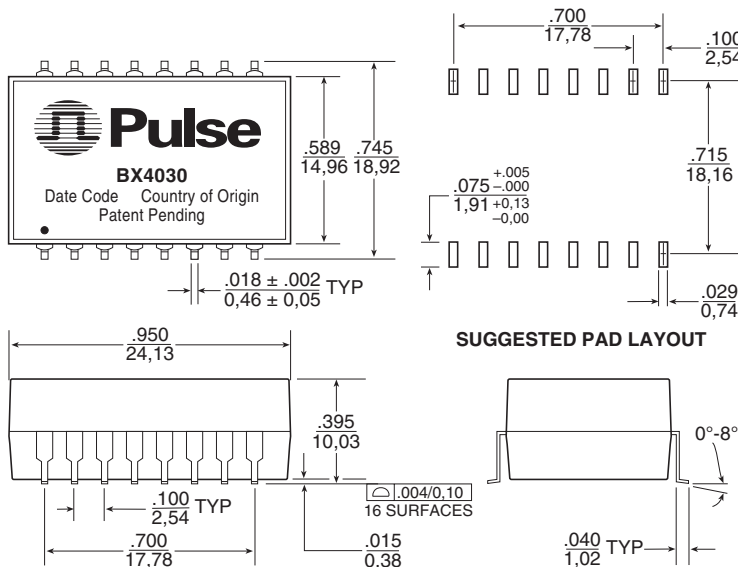 Pulse
BX4030
Date Code Country of Origin
Patent Pending
.589
14,96
.745
18,92
.018 ± .002
0,46 ± 0,05
TYP
.700
17,78
.100
2,54
.715
18,16
.075
1,91
+.005
–.000
+0,13
–0,00
.029
0,74
SUGGESTED PAD LAYOUT
.950
24,13
.395
10,03
.100
2,54
TYP
.700
17,78
.004/0,10
16 SURFACES
.015
0.38
0°-8°
.040
1,02
TYP